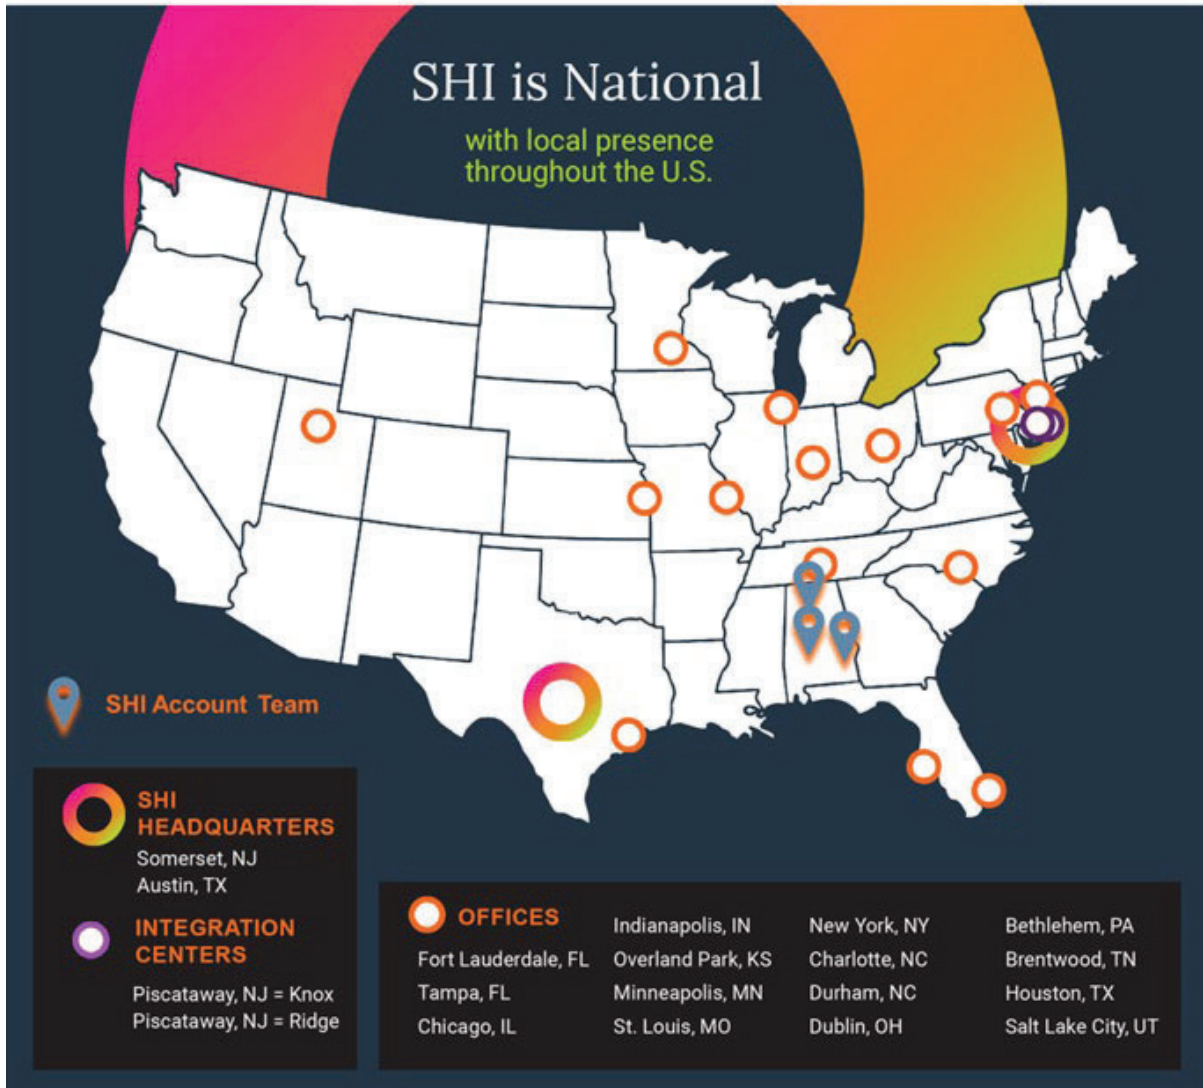 SHI is National
with local presence
throughout the U.S.
SHI Account Team
SHI
HEADQUARTERS
Somerset, NJ
Austin, TX
INTEGRATION
CENTERS
Piscataway, NJ = Knox
Piscataway, NJ = Ridge
OFFICES
Fort Lauderdale, FL
Tampa, FL
Chicago, IL
Indianapolis, IN
Overland Park, KS
Minneapolis, MN
St. Louis, MO
New York, NY
Charlotte, NC
Durham, NC
Dublin, OH
Bethlehem, PA
Brentwood, TN
Houston, TX
Salt Lake City, UT